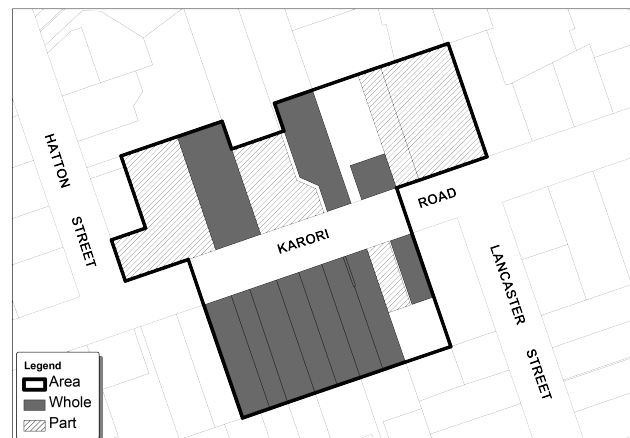 HATTON
STREET
KARORI
ROAD
LANCASTER
STREET
Legend
Area
Whole
Part